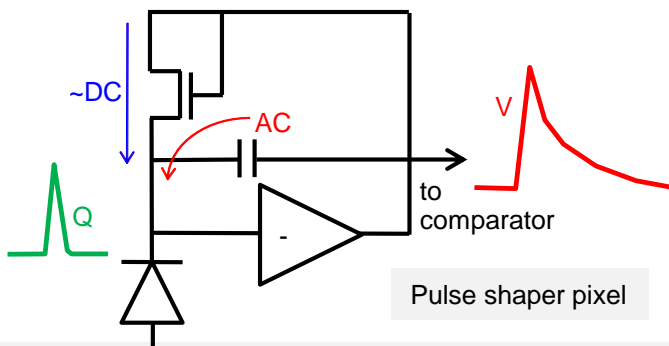 ~DC
AC
V
Q
to
comparator
-
Pulse shaper pixel